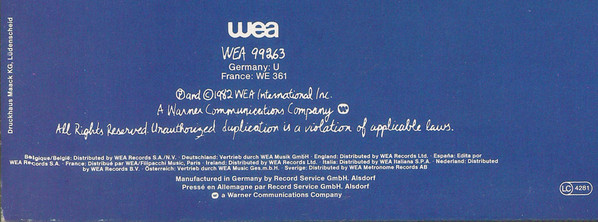 Druckhaus Maack KG, Lüdenscheid
wea
WEA 99263
Germany: U
France: WE 361
Ⓟ and © 1982 WEA International Inc.
A Warner Communications Company
All Rights Reserved Unauthorized duplication is a violation of applicable laws.
Belgique/België: Distributed by WEA Records S.A./N.V. · Deutschland: Vertrieb durch WEA Musik GmbH · England: Distributed by WEA Records Ltd. · España: Edita por
WEA Records S.A. · France: Distribué par WEA/Filipacchi Music, Paris · Ireland: Distributed by WEA Records Ltd. · Italia: Distributed by WEA Italiana S.P.A. · Nederland: Distributed
by WEA Records B.V. · Österreich: Vertrieb durch WEA Music Ges.m.b.H. · Sverige: Distributed by WEA Metronome Records AB
Manufactured in Germany by Record Service GmbH. Alsdorf
Pressé en Allemagne par Record Service GmbH. Alsdorf
a Warner Communications Company
LC 4281